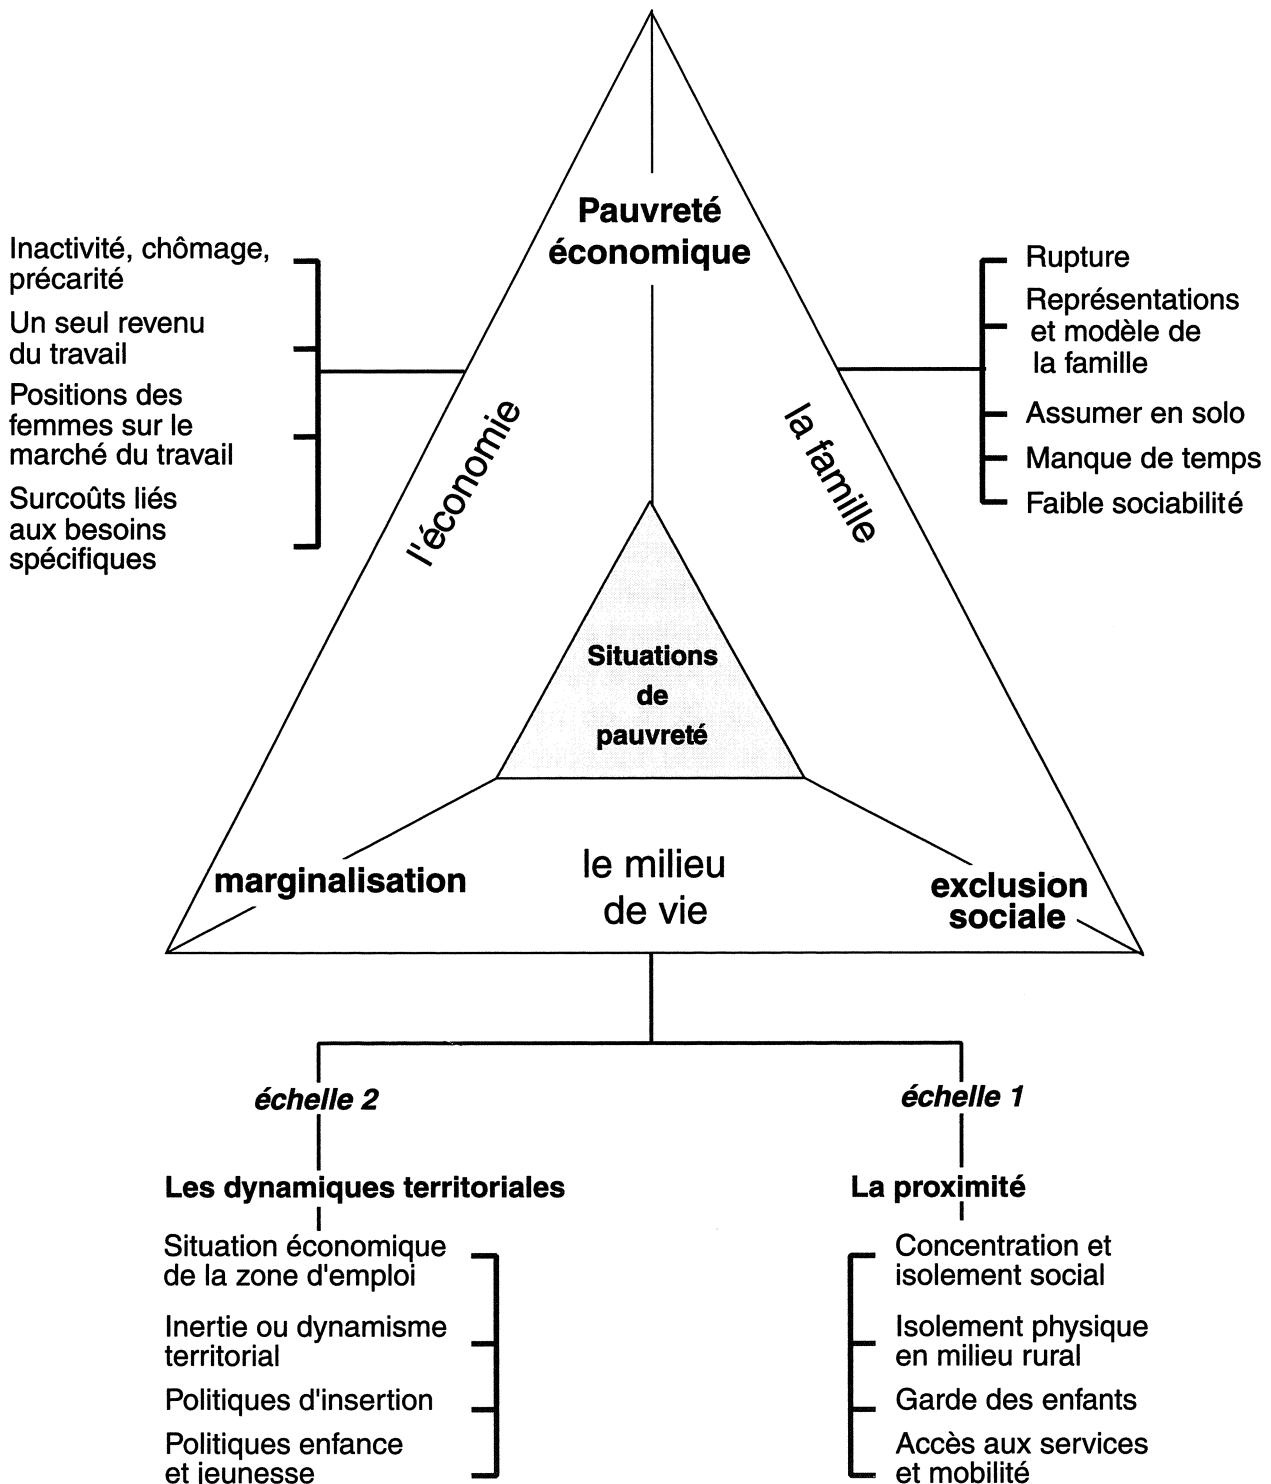 Pauvreté
économique
Inactivité, chômage,
précarité
Un seul revenu
du travail
Positions des
femmes sur le
marché du travail
Surcoûts liés
aux besoins
spécifiques
Rupture
Représentations
et modèle de
la famille
Assumer en solo
Manque de temps
Faible sociabilité
l'économie
la famille
Situations
de
pauvreté
marginalisation
le milieu
de vie
exclusion
sociale
échelle 2
échelle 1
Les dynamiques territoriales
Situation économique
de la zone d'emploi
Inertie ou dynamisme
territorial
Politiques d'insertion
Politiques enfance
et jeunesse
La proximité
Concentration et
isolement social
Isolement physique
en milieu rural
Garde des enfants
Accès aux services
et mobilité